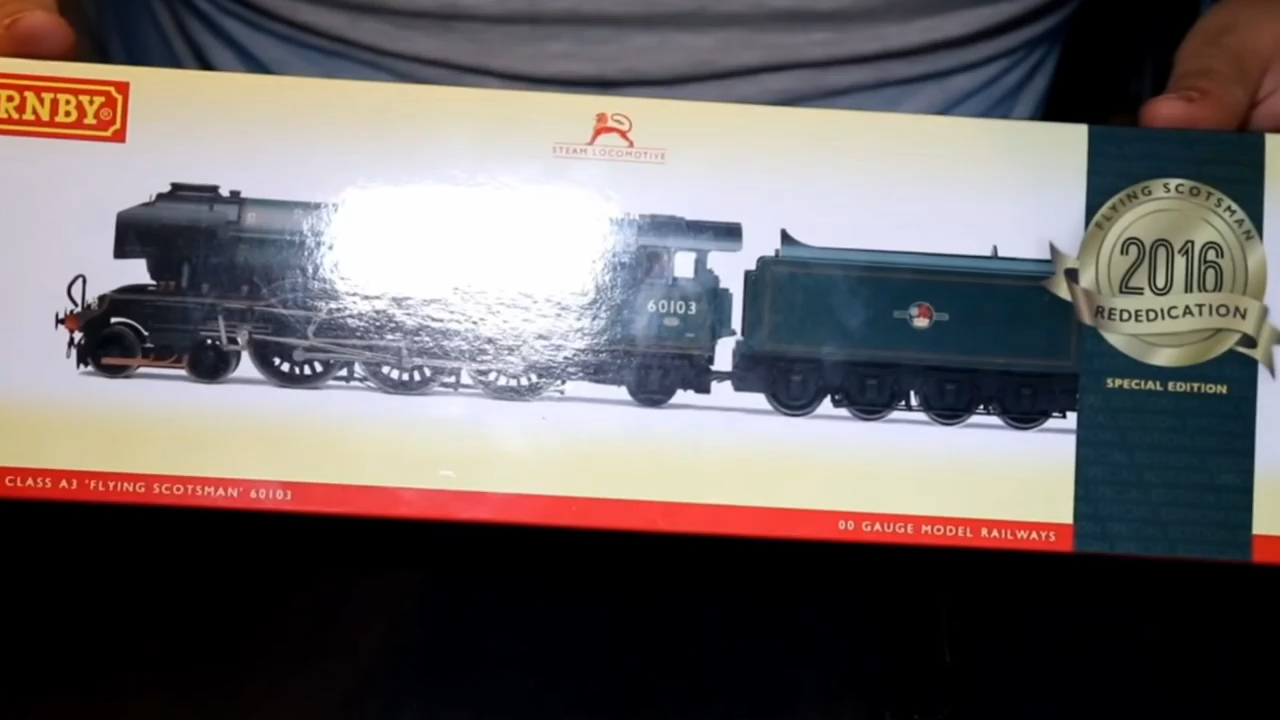 RNBY®
STEAM LOCOMOTIVE
60103
FLYING SCOTSMAN
2016
REDEDICATION
SPECIAL EDITION
CLASS A3 'FLYING SCOTSMAN' 60103
00 GAUGE MODEL RAILWAYS